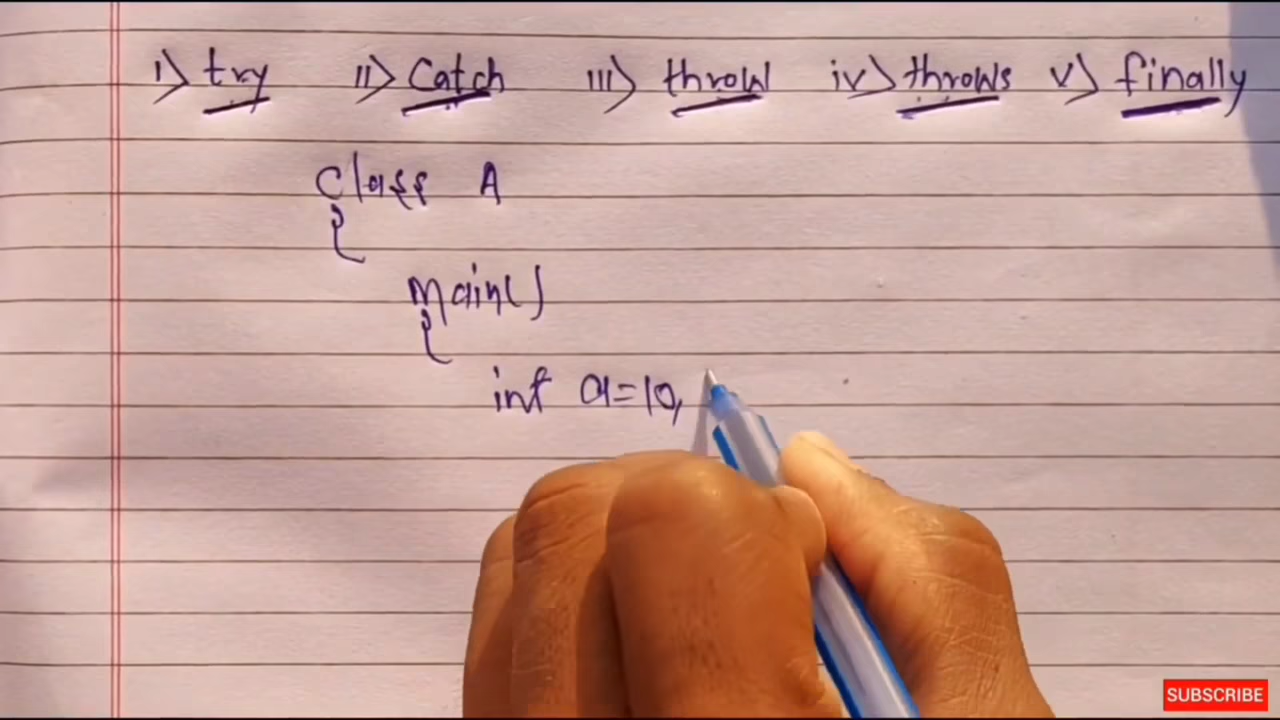 i) try ii) Catch iii) throw iv) throws v) finally
Class A
{
Main()
{
int a=10,
SUBSCRIBE